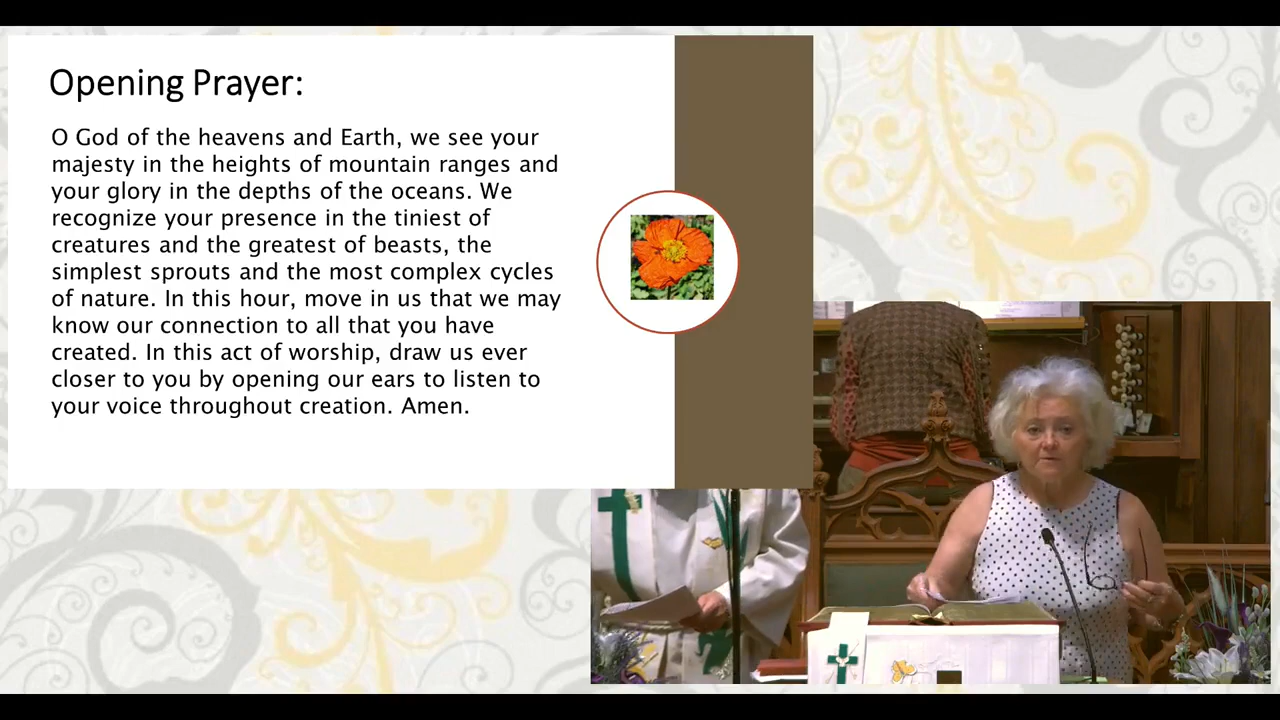 Opening Prayer:
O God of the heavens and Earth, we see your
majesty in the heights of mountain ranges and
your glory in the depths of the oceans. We
recognize your presence in the tiniest of
creatures and the greatest of beasts, the
simplest sprouts and the most complex cycles
of nature. In this hour, move in us that we may
know our connection to all that you have
created. In this act of worship, draw us ever
closer to you by opening our ears to listen to
your voice throughout creation. Amen.